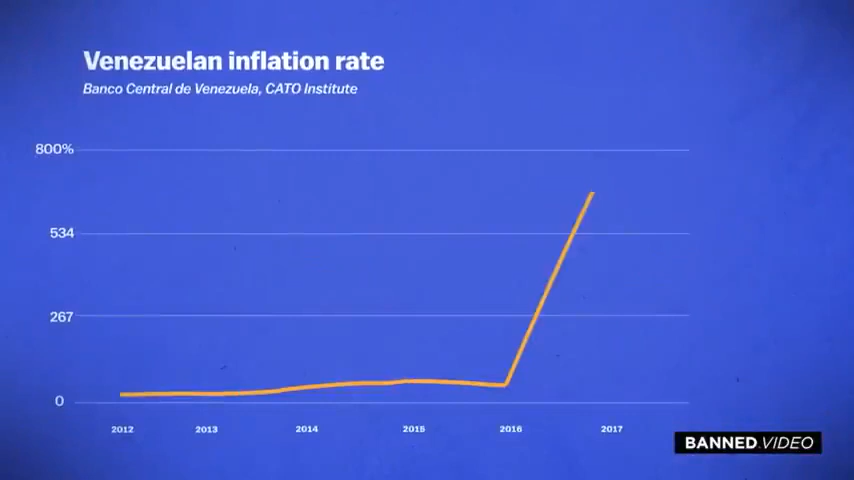 Venezuelan inflation rate
Banco Central de Venezuela, CATO Institute
800%
534
267
0
2012 2013 2014 2015 2016 2017
BANNED.VIDEO